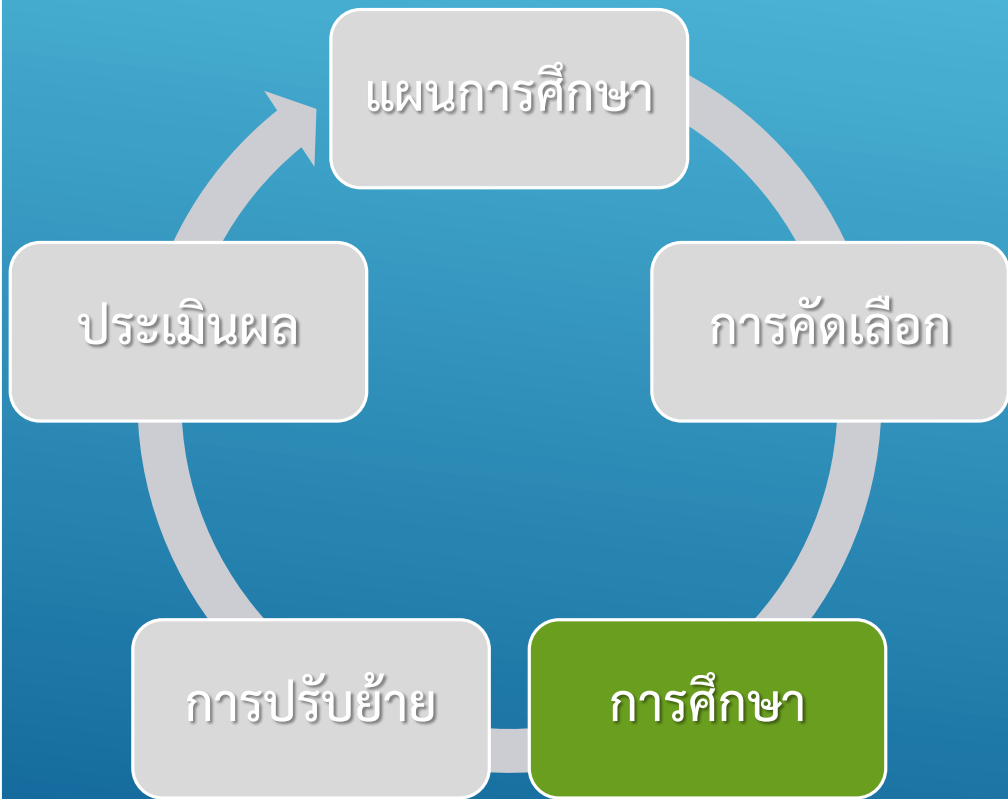 แผนการศึกษา
การคัดเลือก
การศึกษา
การปรับย้าย
ประเมินผล